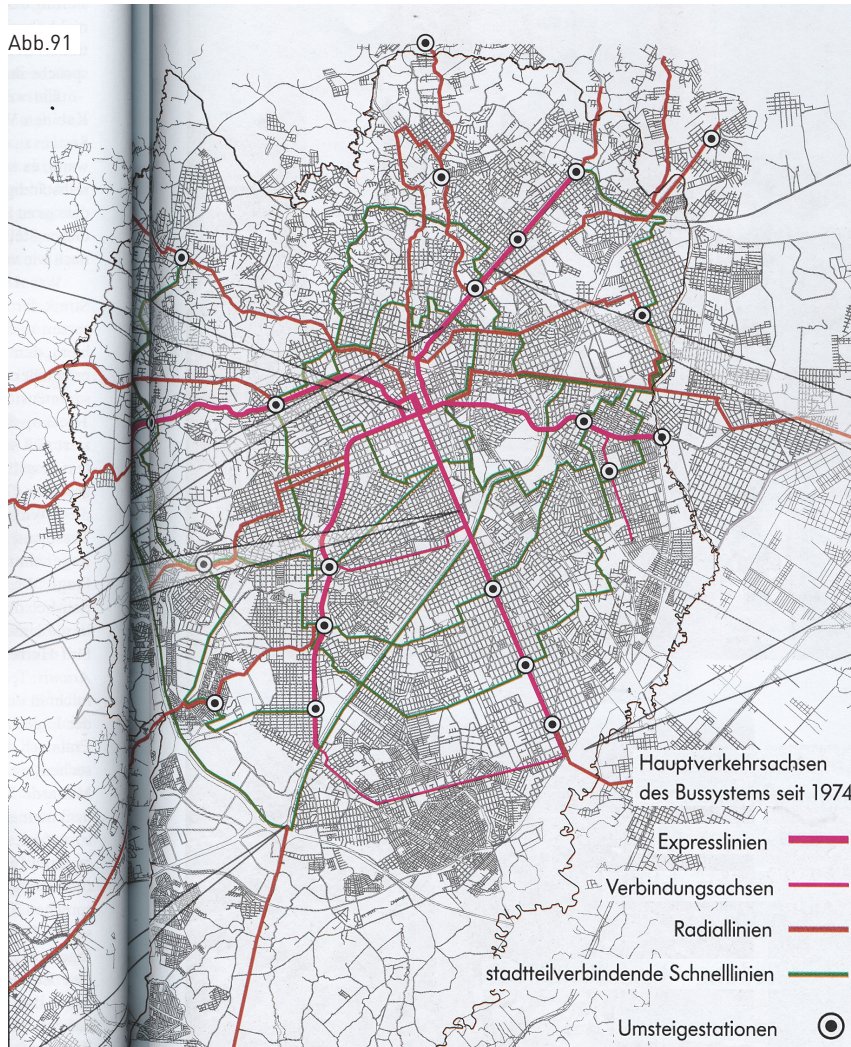 Abb.91
Hauptverkehrsachsen
des Bussystems seit 1974
Expresslinien
Verbindungsachsen
Radiallinien
stadtteilverbindende Schnelllinien
Umsteigestationen